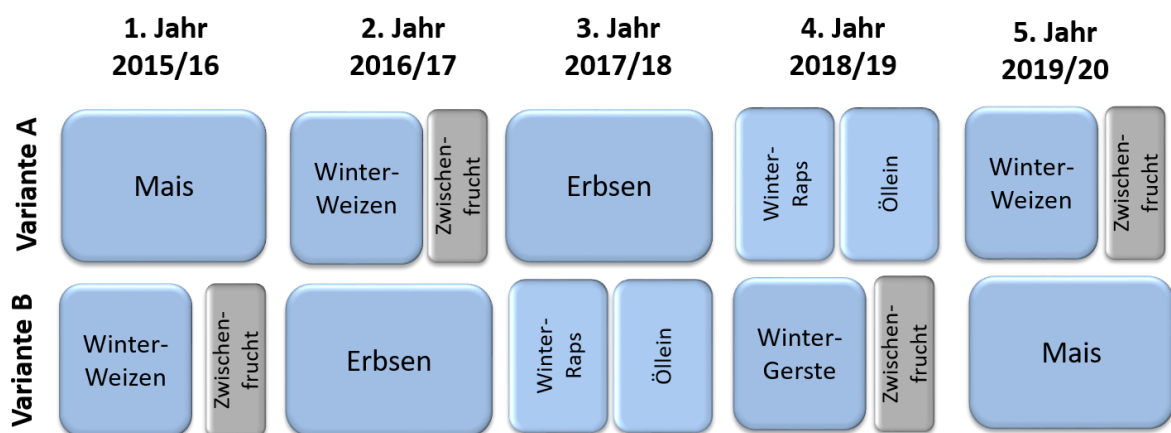 1. Jahr
2015/16
2. Jahr
2016/17
3. Jahr
2017/18
4. Jahr
2018/19
5. Jahr
2019/20
Variante A
Mais
Winter-
Weizen
Zwischen-
frucht
Erbsen
Winter-
Raps
Öllein
Winter-
Weizen
Zwischen-
frucht
Variante B
Winter-
Weizen
Zwischen-
frucht
Erbsen
Winter-
Raps
Öllein
Winter-
Gerste
Zwischen-
frucht
Mais